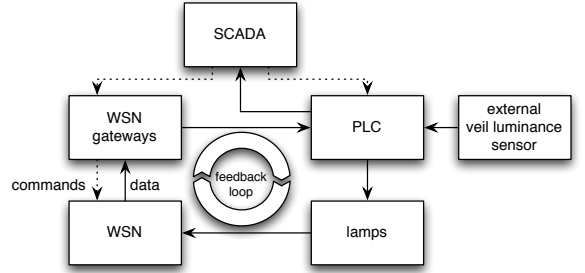 SCADA
WSN
gateways
PLC
external
veil luminance
sensor
feedback
loop
commands
data
WSN
lamps